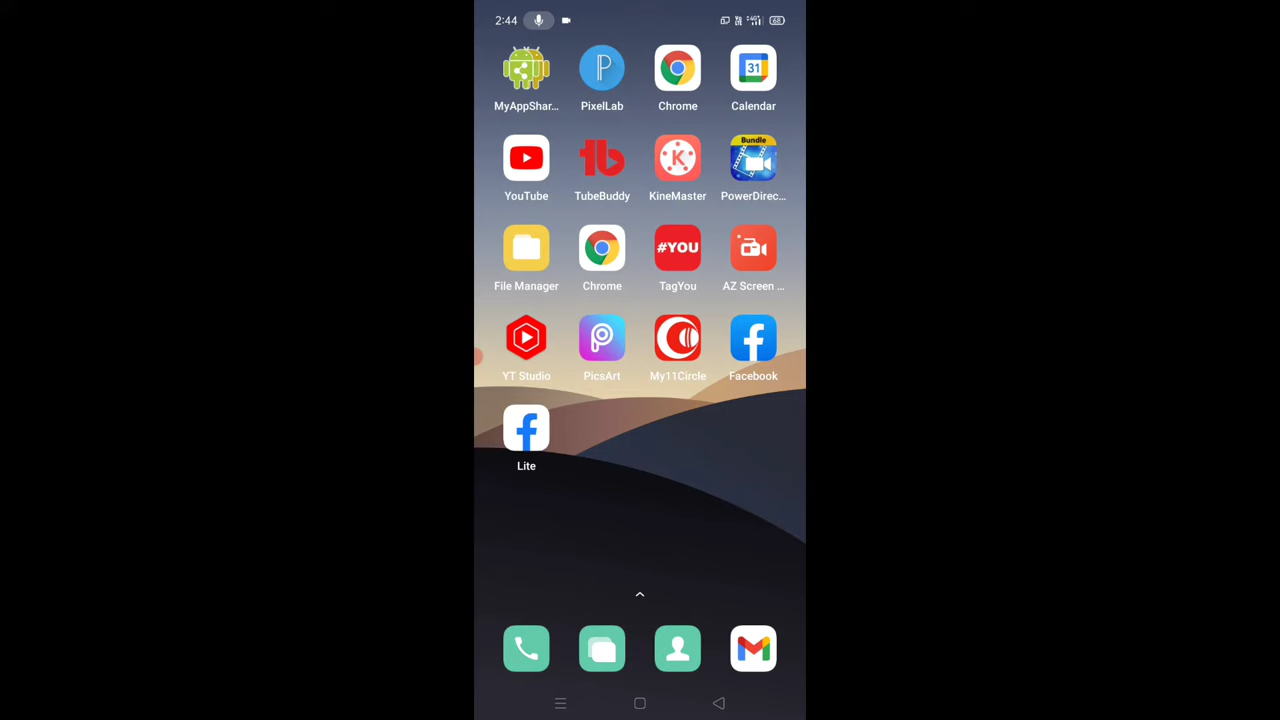 2:44
68
MyAppShar...
PixelLab
Chrome
31
Calendar
YouTube
TubeBuddy
K
KineMaster
Bundle
PowerDirec...
File Manager
Chrome
#YOU
TagYou
AZ Screen ...
YT Studio
PicsArt
My11Circle
Facebook
Lite